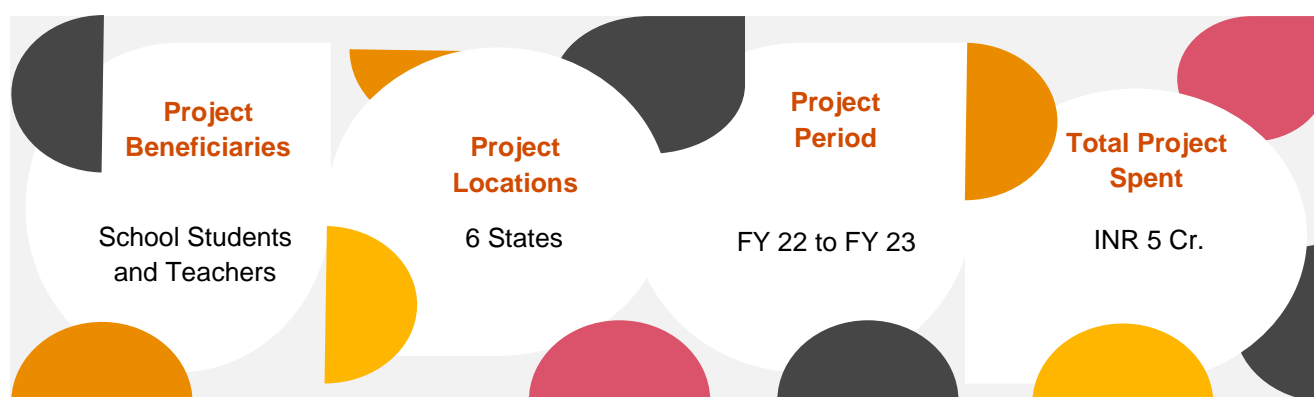 Project
Beneficiaries
School Students
and Teachers
Project
Locations
6 States
Project
Period
FY 22 to FY 23
Total Project
Spent
INR 5 Cr.